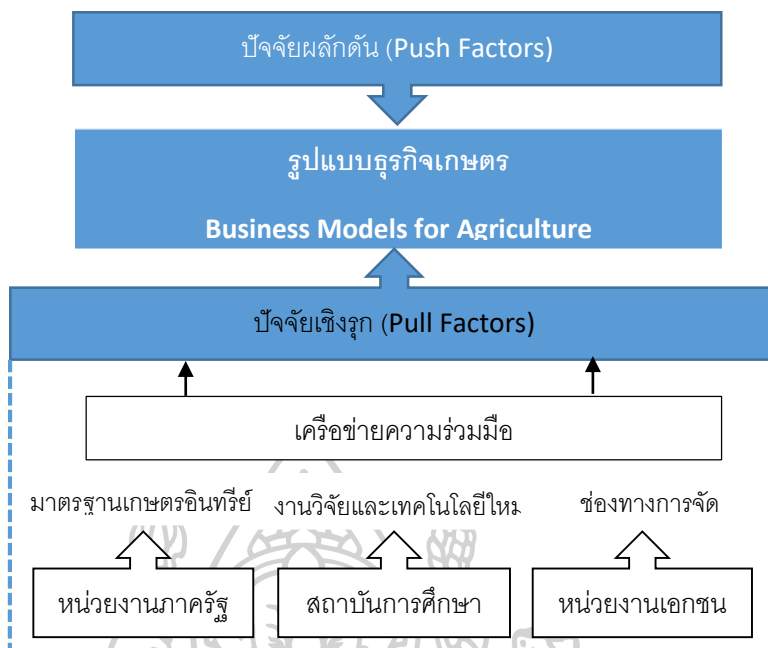 ปัจจัยผลักดัน (Push Factors)
รูปแบบธุรกิจเกษตร
Business Models for Agriculture
ปัจจัยเชิงรุก (Pull Factors)
เครือข่ายความร่วมมือ
มาตรฐานเกษตรอินทรีย์ งานวิจัยและเทคโนโลยีใหม ช่องทางการจัด
หน่วยงานภาครัฐ สถาบันการศึกษา หน่วยงานเอกชน